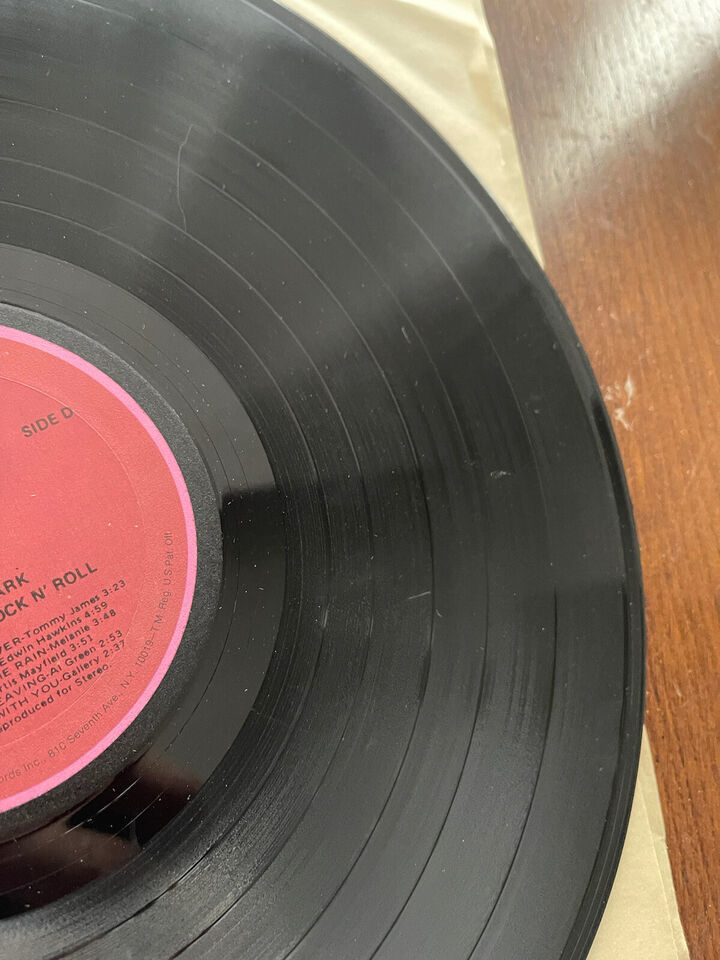 SIDE D
ARK
OCK N' ROLL
VER-Tommy James 3:23
Edwin Hawkins 4:59
HE RAIN-Melanie 3:48
rtis Mayfield 3:51
EAVING-Al Green 2:53
WITH YOU-Gallery 2:37
produced for Stereo.
ords Inc., 810 Seventh Ave., N.Y. 10019-T.M. Reg. U.S Pat. Off